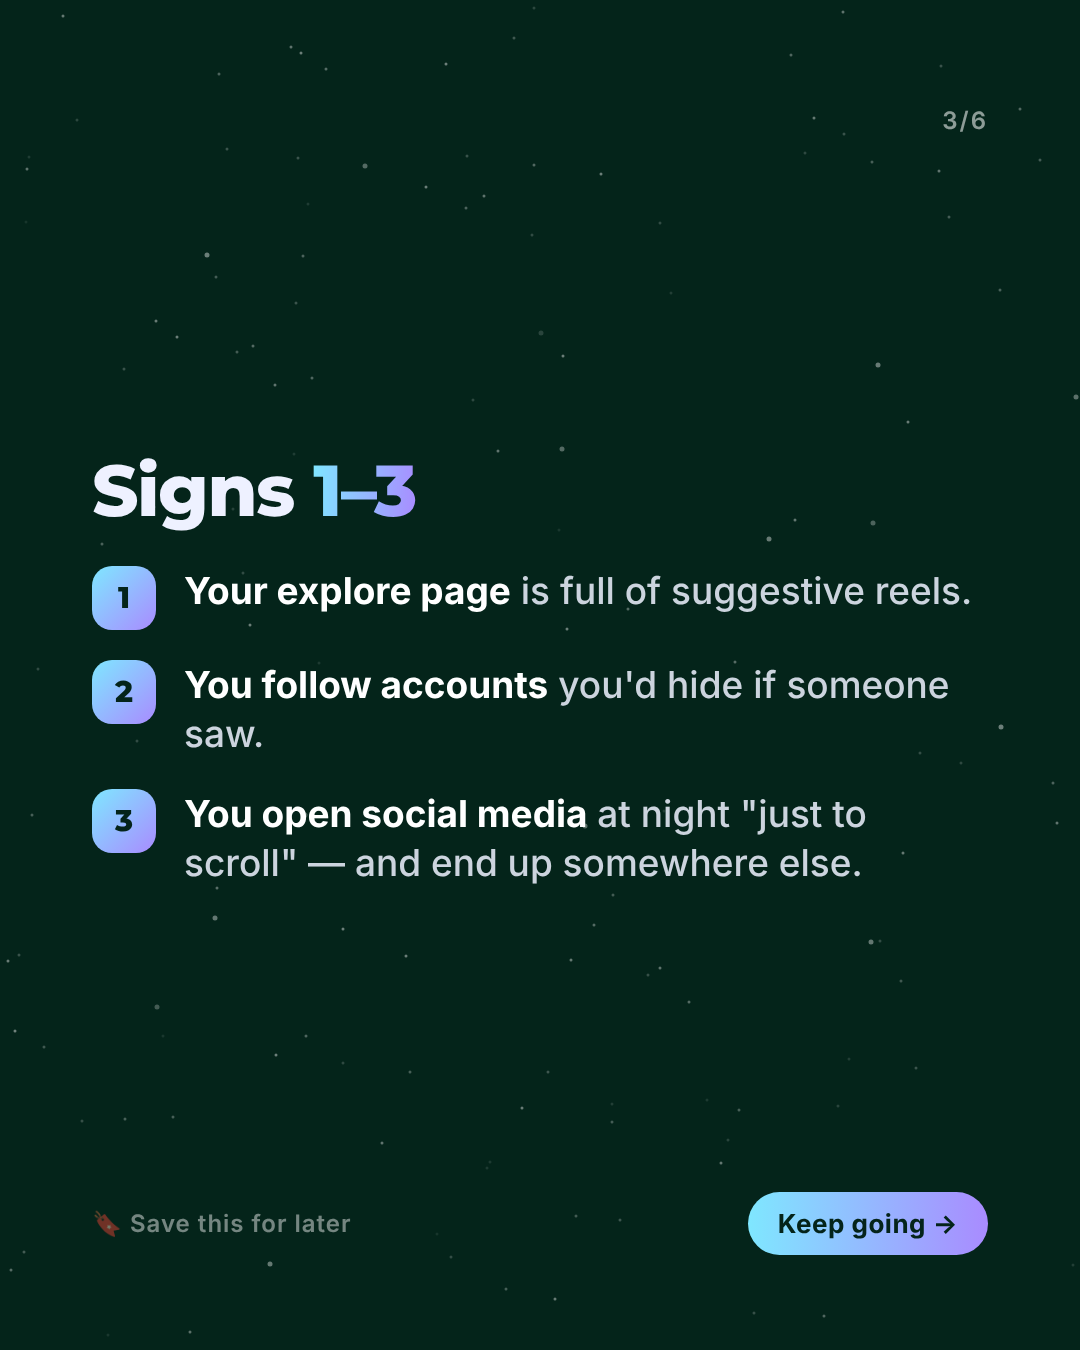 3/6
Signs 1–3
1 Your explore page is full of suggestive reels.
2 You follow accounts you'd hide if someone
saw.
3 You open social media at night "just to
scroll" — and end up somewhere else.
🔖 Save this for later
Keep going →